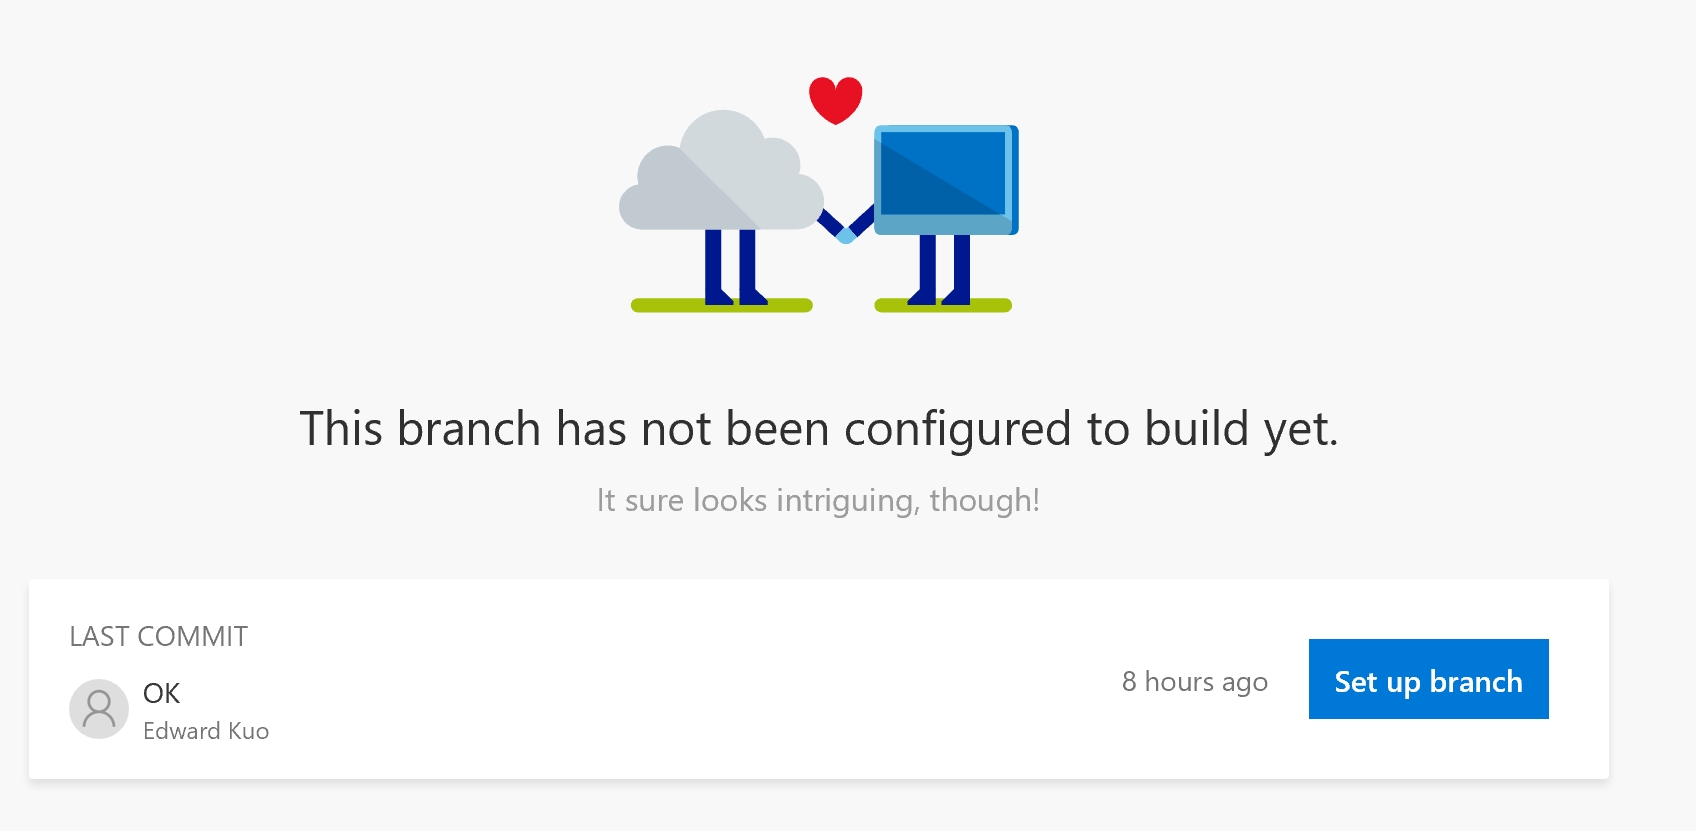 This branch has not been configured to build yet.
It sure looks intriguing, though!
LAST COMMIT
OK
Edward Kuo
8 hours ago
Set up branch